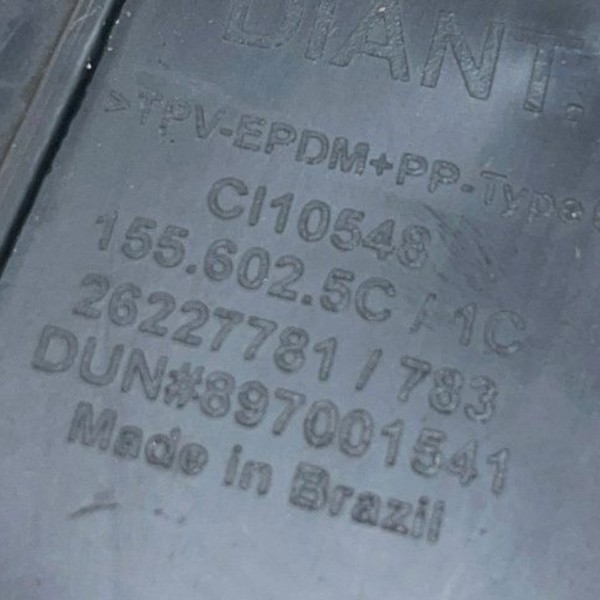 DIANT.
>TPV-EPDM+PP-Type
CI10548
155.602.5C / 1C
26227781 / 783
DUN#897001541
Made in Brazil